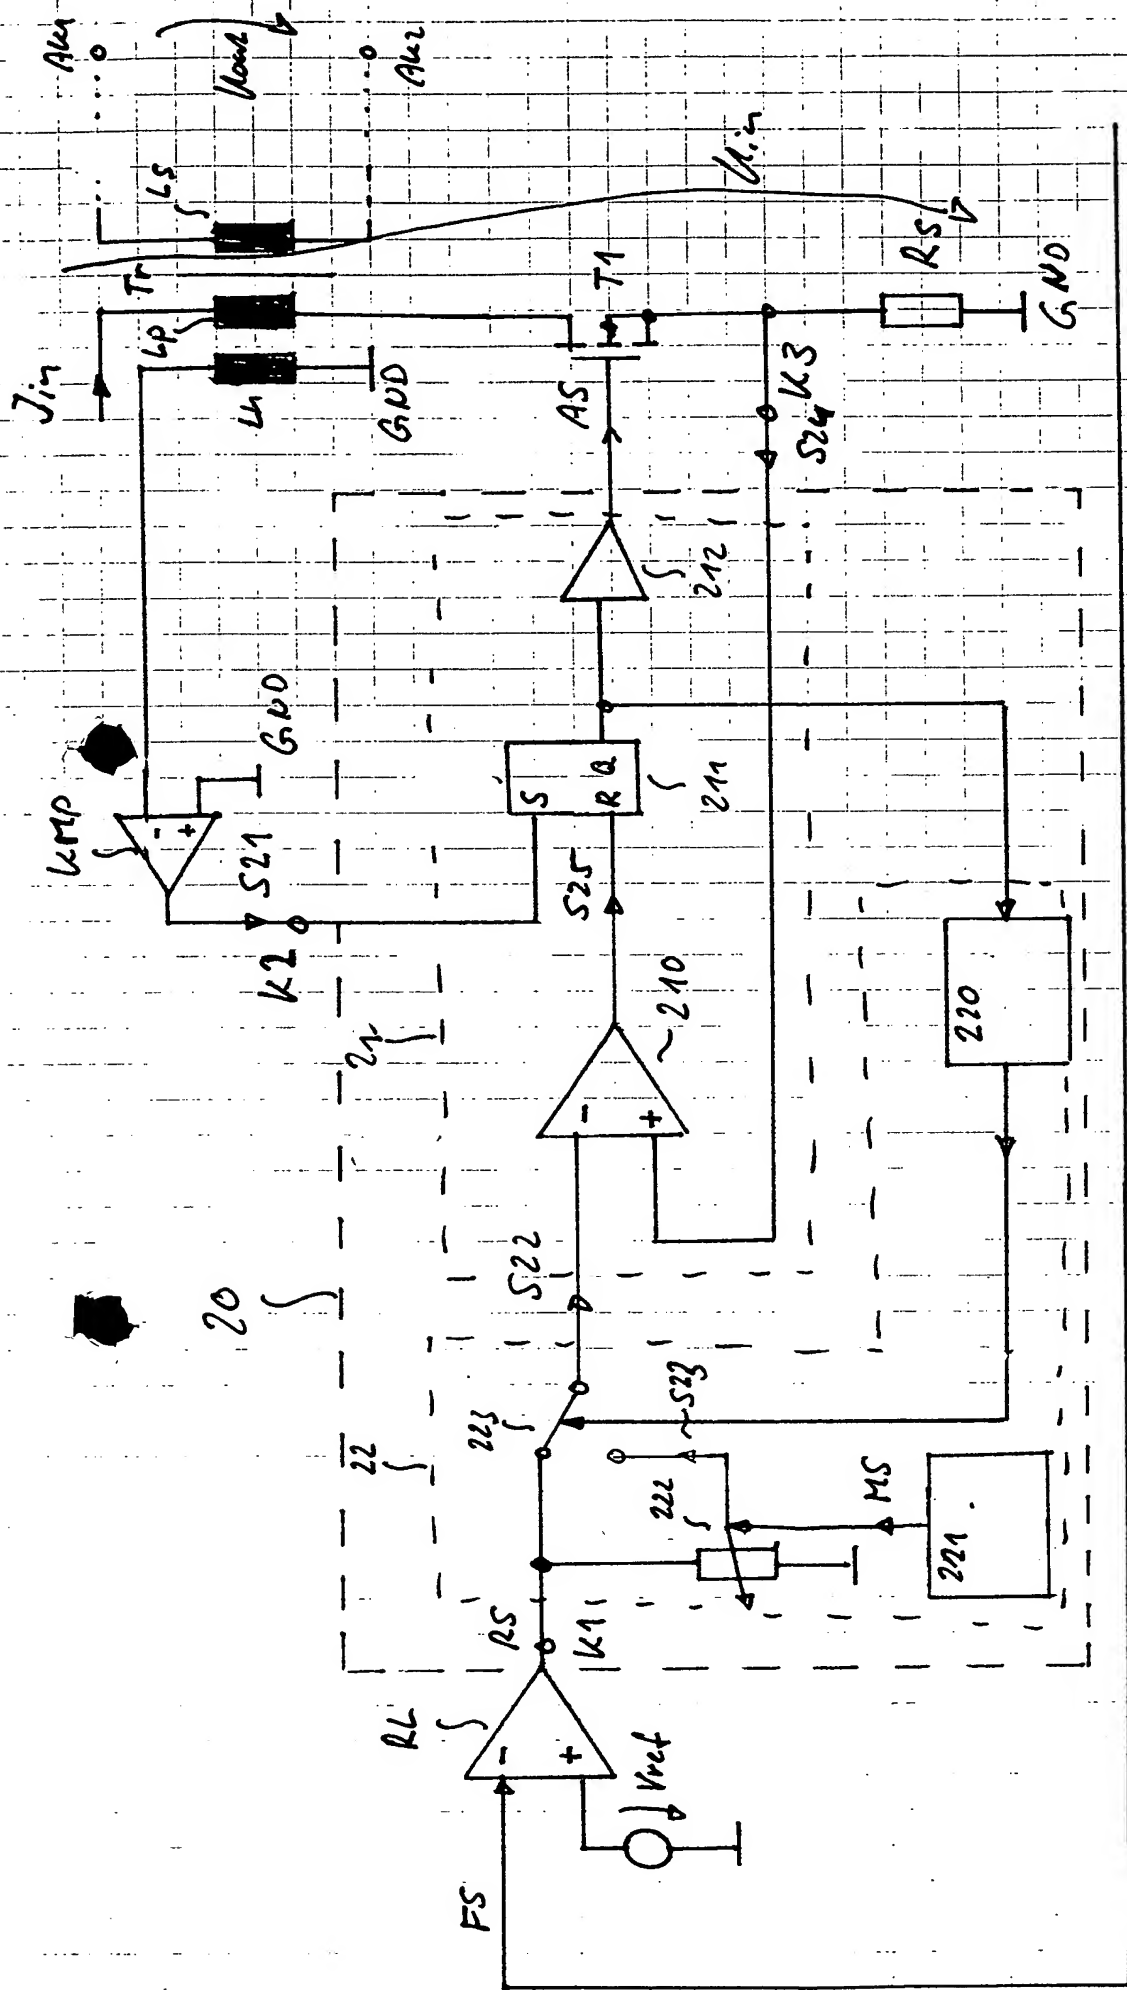 Ak1
Uout
Ak2
Ls
Tr
Lp
Jin
Uin
T1
RS
GND
GND
AS
K3
S24
212
KMP
-
+
GND
S21
K2
S
R
Q
211
S25
21
-
+
210
220
20
S22
22
223
S23
222
MS
221
RS
K1
RL
-
+
Vref
FS